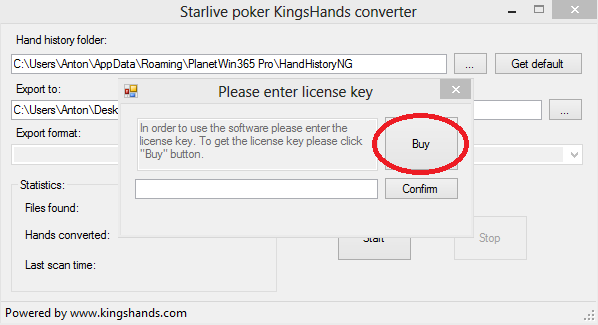 Starlive poker KingsHands converter
Hand history folder:
C:\Users\Anton\AppData\Roaming\PlanetWin365 Pro\HandHistoryNG
...
Get default
Export to:
C:\Users\Anton\Desk
...
Export format:
Please enter license key
In order to use the software please enter the
license key. To get the license key please click
"Buy" button.
Buy
Confirm
Statistics:
Files found:
Hands converted:
Last scan time:
Start
Stop
Powered by www.kingshands.com